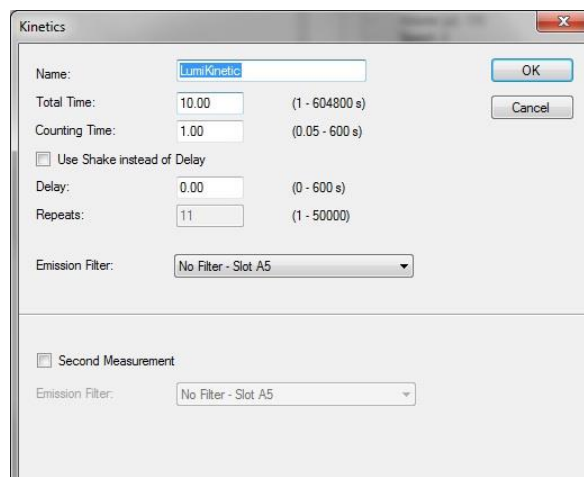 Kinetics
Name: LumiKinetic OK
Total Time: 10.00 (1 - 604800 s) Cancel
Counting Time: 1.00 (0.05 - 600 s)
Use Shake instead of Delay
Delay: 0.00 (0 - 600 s)
Repeats: 11 (1 - 50000)
Emission Filter: No Filter - Slot A5
Second Measurement
Emission Filter: No Filter - Slot A5